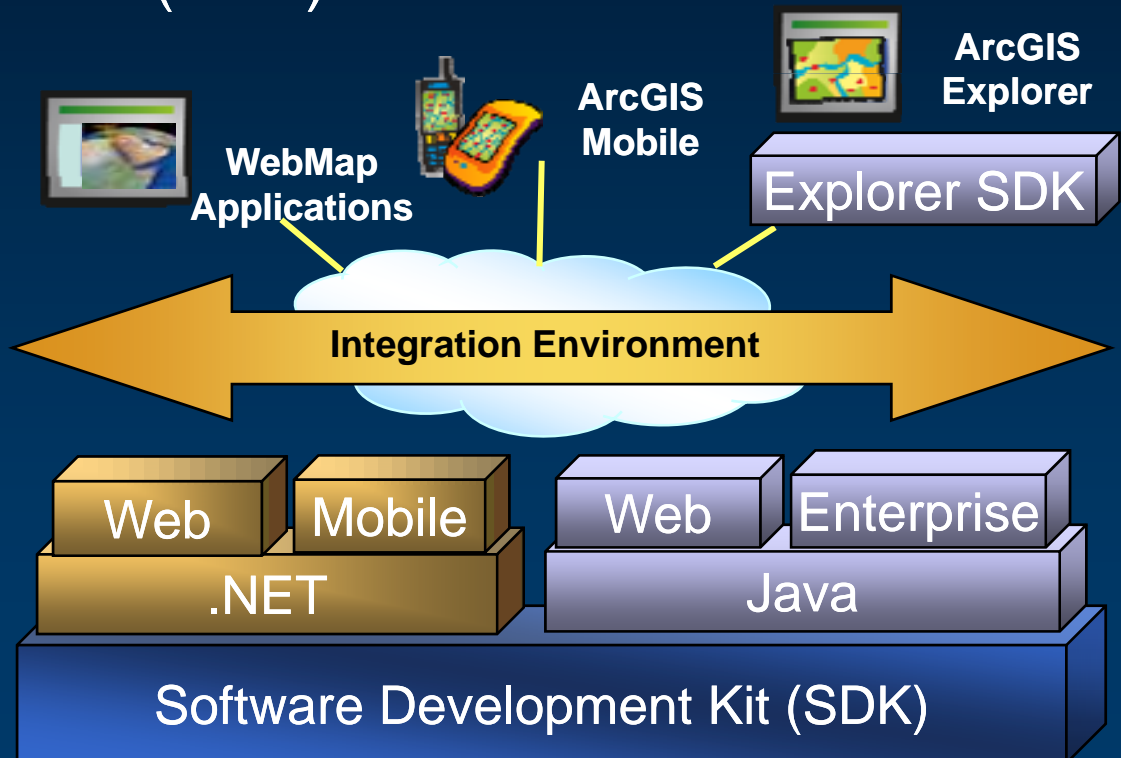 ArcGIS
Explorer
ArcGIS
Mobile
WebMap
Applications
Explorer SDK
Integration Environment
Web
Mobile
Web
Enterprise
.NET
Java
Software Development Kit (SDK)